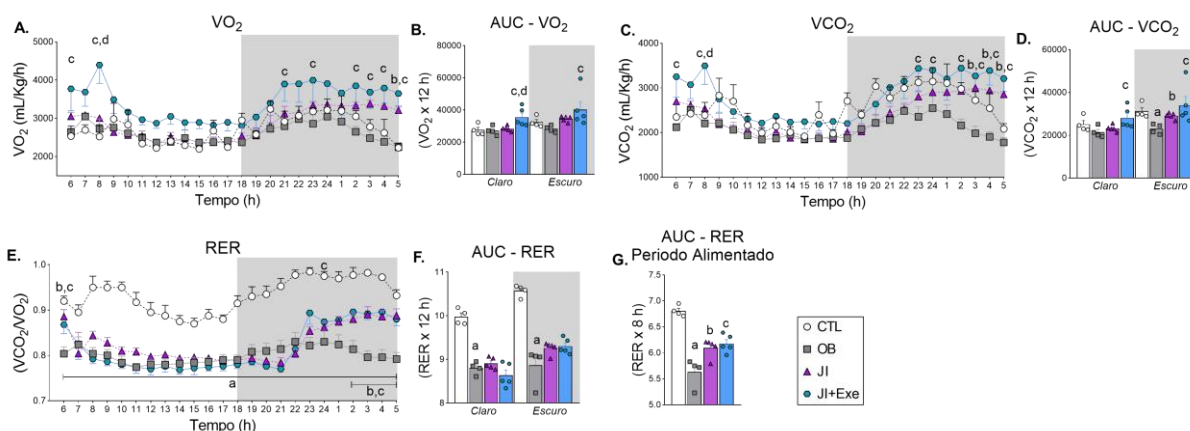 A. VO2
VO2 (mL/Kg/h)
5000
4000
3000
2000
c
c,d
c
c
c
c
b,c
6 7 8 9 10 11 12 13 14 15 16 17 18 19 20 21 22 23 24 1 2 3 4 5
Tempo (h)
B. AUC - VO2
(VO2 x 12 h)
80000
60000
40000
20000
0
c,d
c
Claro Escuro
C. VCO2
VCO2 (mL/Kg/h)
4000
3000
2000
1000
c
c,d
c
c
c
b,c
b,c
b,c
6 7 8 9 10 11 12 13 14 15 16 17 18 19 20 21 22 23 24 1 2 3 4 5
Tempo (h)
D. AUC - VCO2
(VCO2 x 12 h)
60000
40000
20000
0
c
a
b
c
Claro Escuro
E. RER
(VCO2/VO2)
1.0
0.9
0.8
0.7
b,c
c
a
b,c
6 7 8 9 10 11 12 13 14 15 16 17 18 19 20 21 22 23 24 1 2 3 4 5
Tempo (h)
F. AUC - RER
(RER x 12 h)
11
10
9
8
a
a
Claro Escuro
G. AUC - RER
Periodo Alimentado
(RER x 8 h)
7.5
7.0
6.5
6.0
5.5
5.0
a
b
c
CTL
OB
JI
JI+Exe